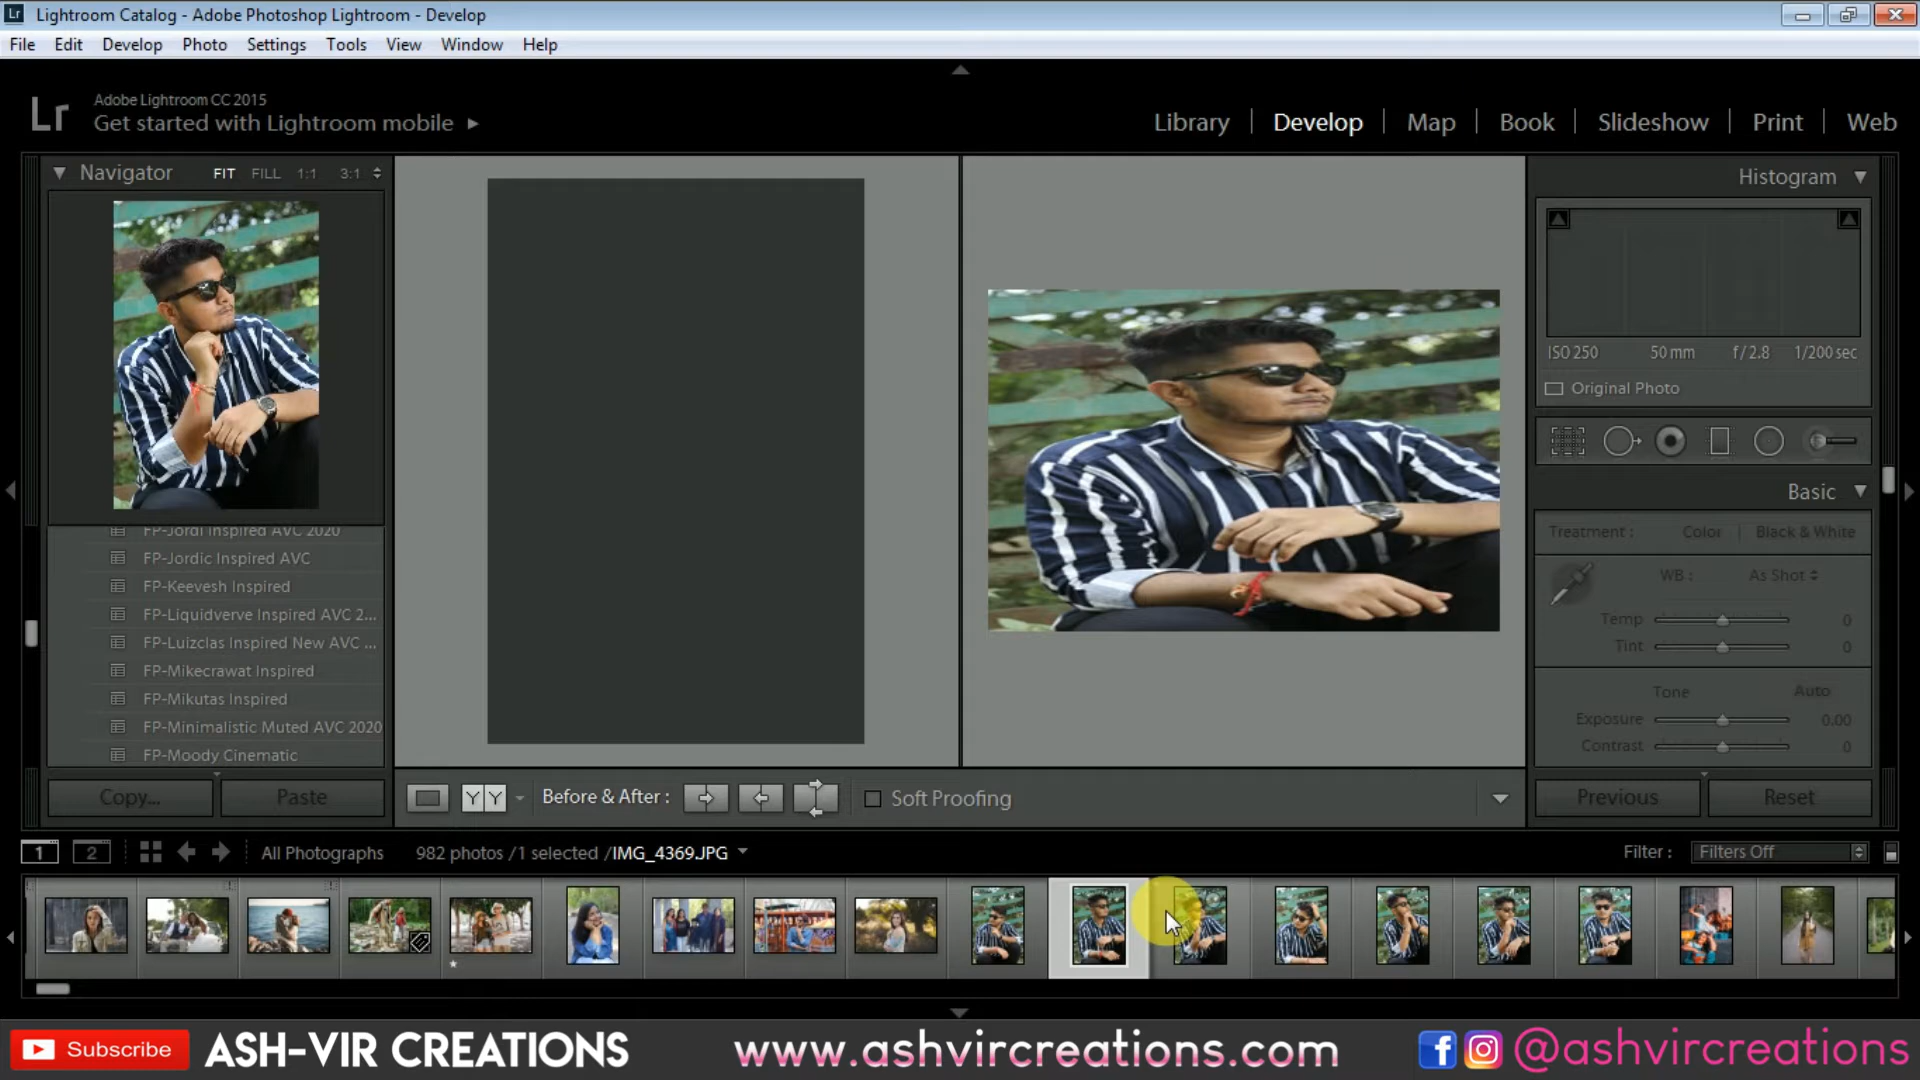 Lightroom Catalog - Adobe Photoshop Lightroom - Develop
File Edit Develop Photo Settings Tools View Window Help
Lr Adobe Lightroom CC 2015
Get started with Lightroom mobile
Library | Develop | Map | Book | Slideshow | Print | Web
Navigator FIT FILL 1:1 3:1
Histogram
ISO 250 50 mm f / 2.8 1/200 sec
Original Photo
Basic
Treatment : Color | Black & White
WB : As Shot
Temp 0
Tint 0
Tone Auto
Exposure 0.00
Contrast 0
FP-Jordi Inspired AVC 2020
FP-Jordic Inspired AVC
FP-Keevesh Inspired
FP-Liquidverve Inspired AVC 2...
FP-Luizclas Inspired New AVC ...
FP-Mikecrawat Inspired
FP-Mikutas Inspired
FP-Minimalistic Muted AVC 2020
FP-Moody Cinematic
Copy... Paste
YY Before & After : Soft Proofing
Previous Reset
1 2 All Photographs 982 photos / 1 selected / IMG_4369.JPG
Filter : Filters Off
Subscribe ASH-VIR CREATIONS www.ashvircreations.com @ashvircreations